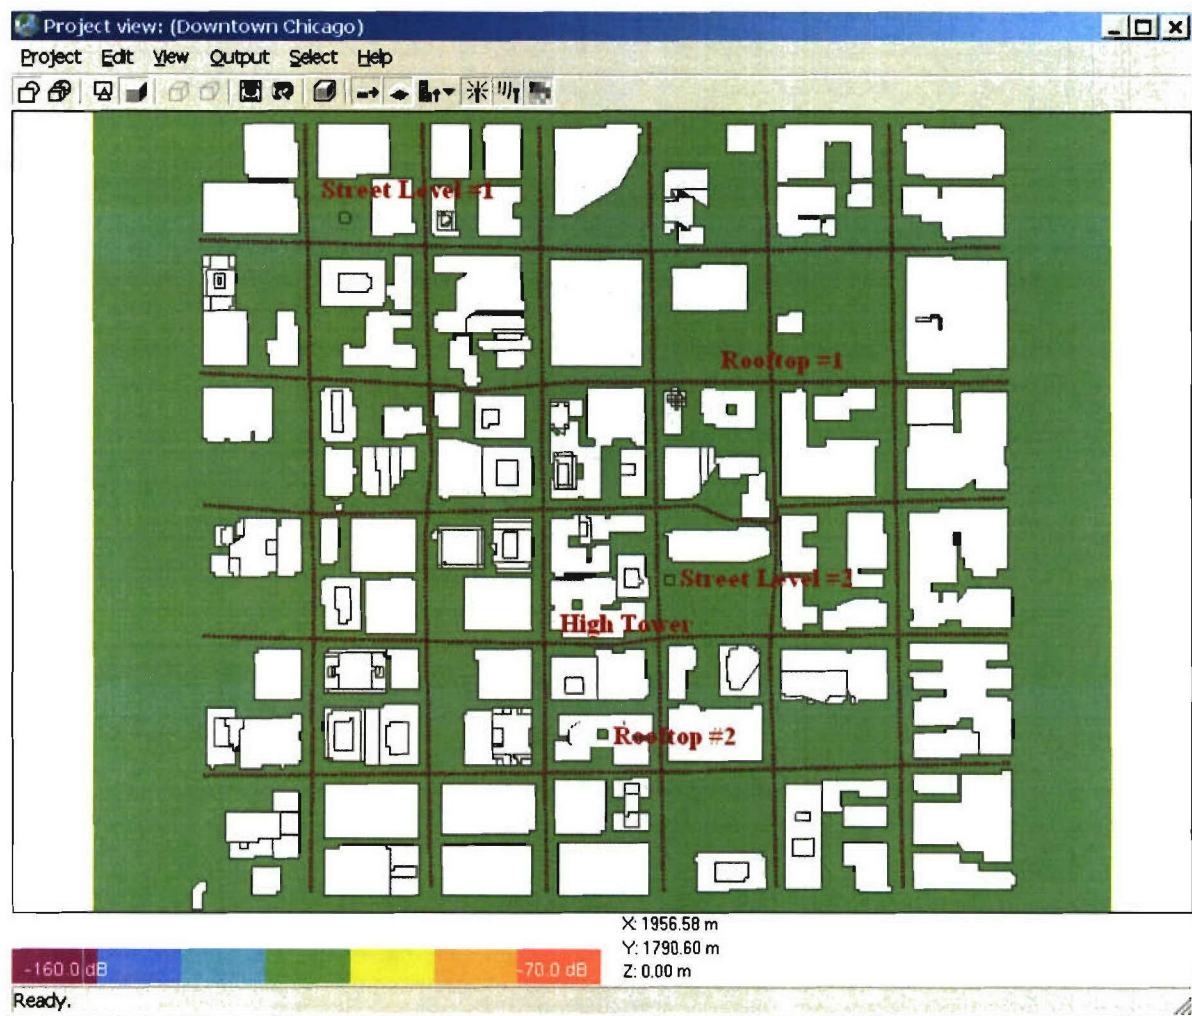 Project view: (Downtown Chicago)
Project Edit View Output Select Help
Street Level =1
Rooftop =1
Street Level =2
High Tower
Rooftop #2
X: 1956.58 m
Y: 1790.60 m
-160.0 dB -70.0 dB Z: 0.00 m
Ready.